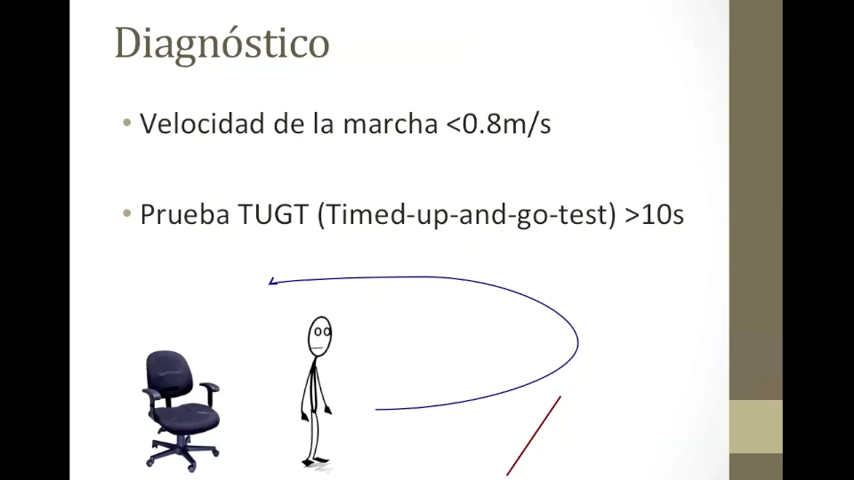 Diagnóstico
• Velocidad de la marcha <0.8m/s
• Prueba TUGT (Timed-up-and-go-test) >10s